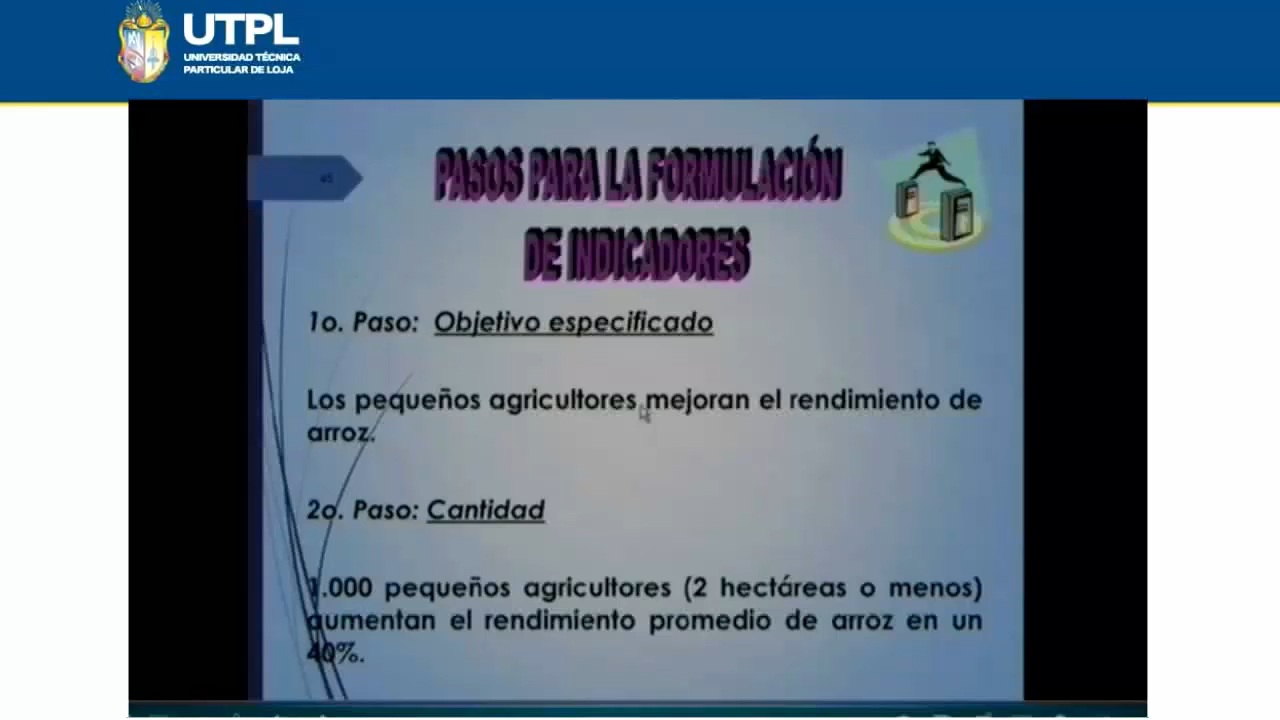 UTPL
UNIVERSIDAD TÉCNICA
PARTICULAR DE LOJA
45
PASOS PARA LA FORMULACIÓN
DE INDICADORES
1o. Paso: Objetivo especificado
Los pequeños agricultores mejoran el rendimiento de
arroz.
2o. Paso: Cantidad
1.000 pequeños agricultores (2 hectáreas o menos)
aumentan el rendimiento promedio de arroz en un
40%.